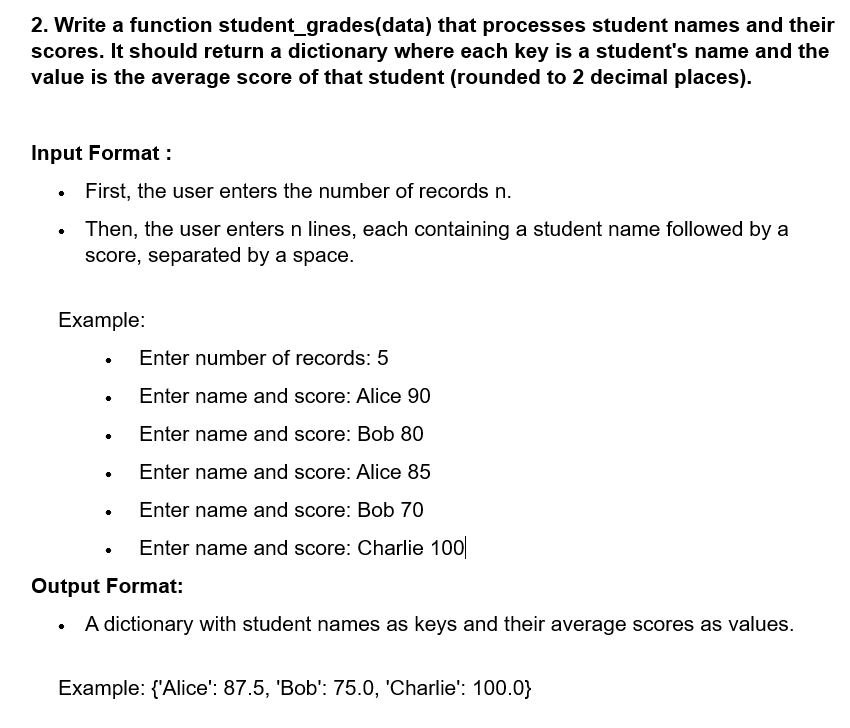 2. Write a function student_grades(data) that processes student names and their
scores. It should return a dictionary where each key is a student's name and the
value is the average score of that student (rounded to 2 decimal places).
Input Format :
• First, the user enters the number of records n.
• Then, the user enters n lines, each containing a student name followed by a
score, separated by a space.
Example:
• Enter number of records: 5
• Enter name and score: Alice 90
• Enter name and score: Bob 80
• Enter name and score: Alice 85
• Enter name and score: Bob 70
• Enter name and score: Charlie 100
Output Format:
• A dictionary with student names as keys and their average scores as values.
Example: {'Alice': 87.5, 'Bob': 75.0, 'Charlie': 100.0}